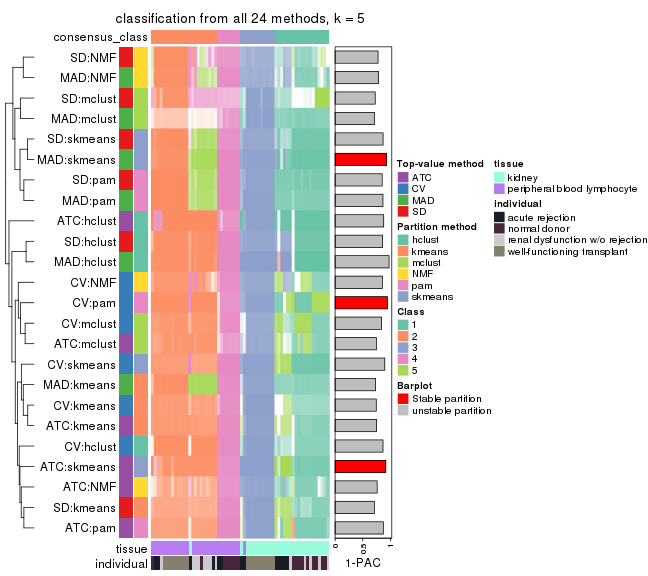 classification from all 24 methods, k = 5
consensus_class
SD:NMF
MAD:NMF
SD:mclust
MAD:mclust
SD:skmeans
MAD:skmeans
SD:pam
MAD:pam
ATC:hclust
SD:hclust
MAD:hclust
CV:NMF
CV:pam
CV:mclust
ATC:mclust
CV:skmeans
MAD:kmeans
CV:kmeans
ATC:kmeans
CV:hclust
ATC:skmeans
ATC:NMF
SD:kmeans
ATC:pam
tissue
individual
0
0.5
1
1-PAC
Top-value method
ATC
CV
MAD
SD
Partition method
hclust
kmeans
mclust
NMF
pam
skmeans
Class
1
2
3
4
5
Barplot
Stable partition
unstable partition
tissue
kidney
peripheral blood lymphocyte
individual
acute rejection
normal donor
renal dysfunction w/o rejection
well-functioning transplant